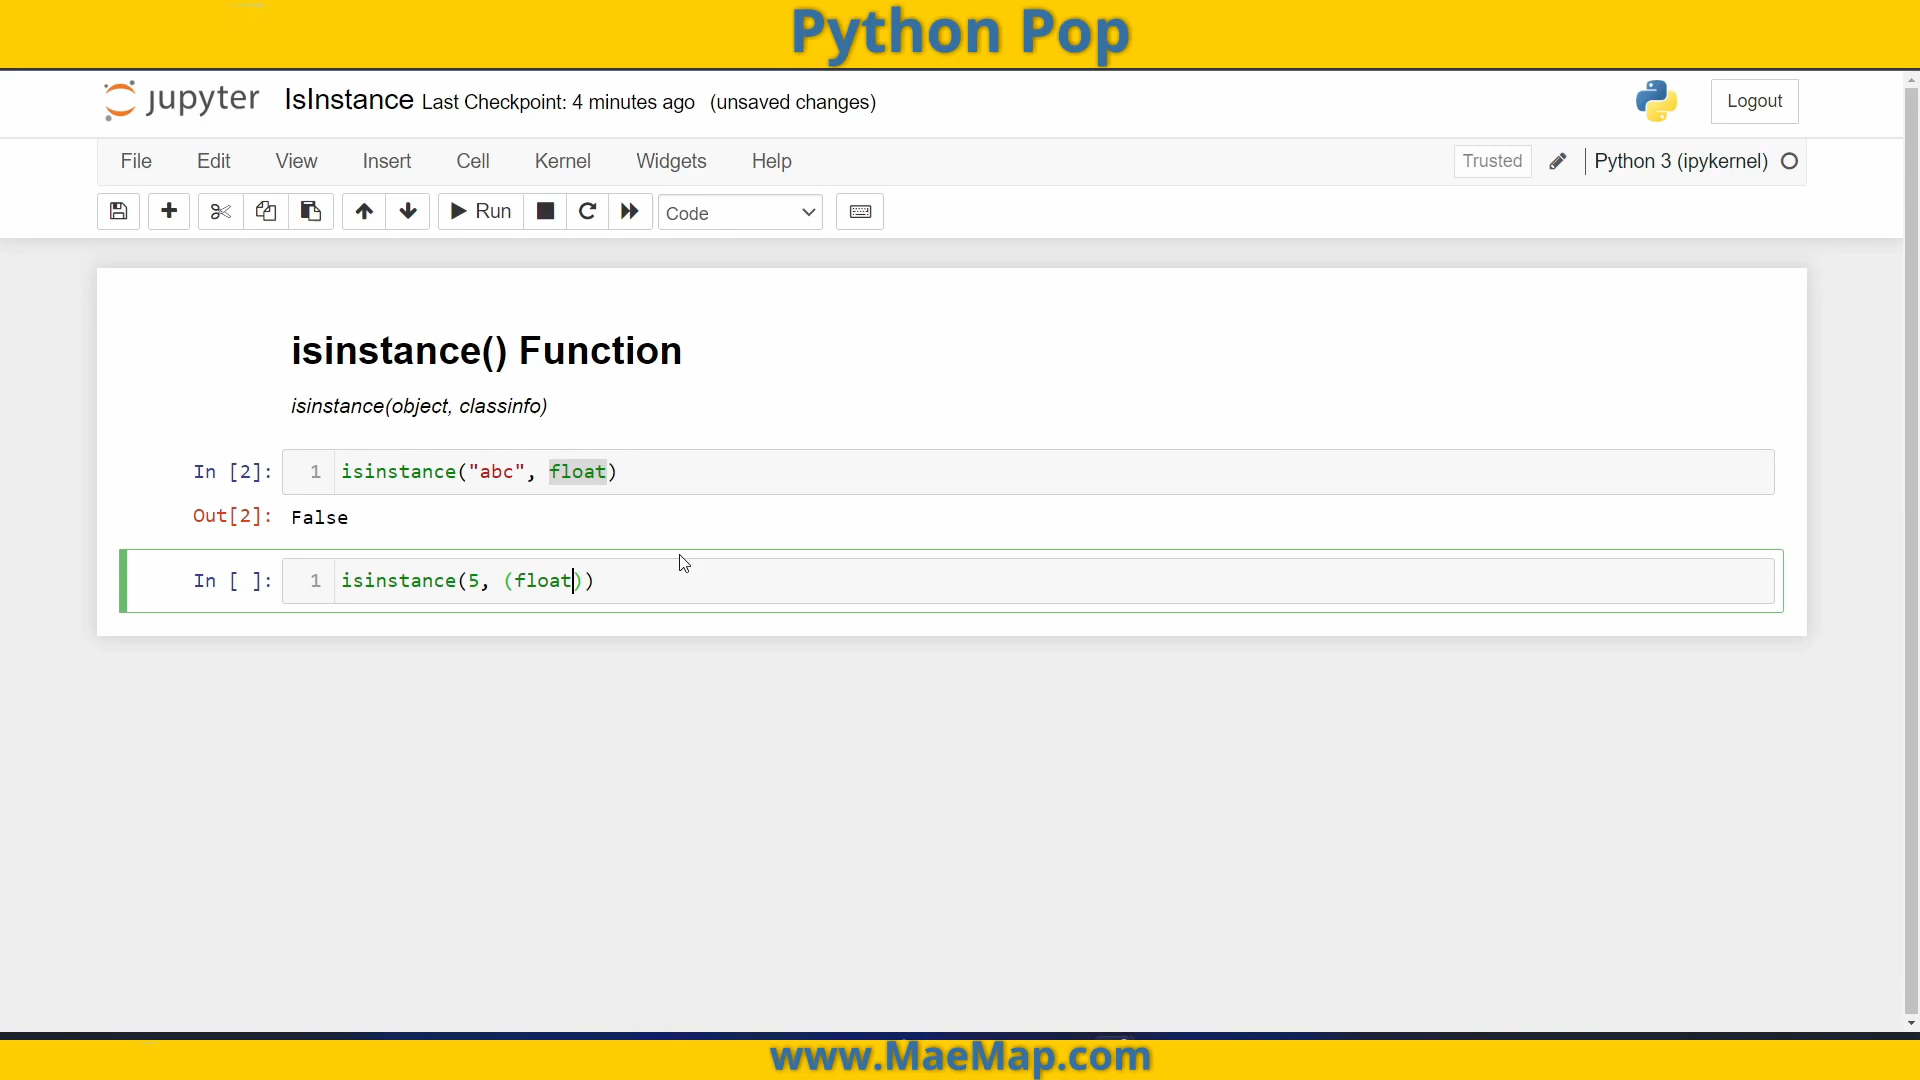 Python Pop
jupyter IsInstance Last Checkpoint: 4 minutes ago (unsaved changes) Logout
File Edit View Insert Cell Kernel Widgets Help Trusted Python 3 (ipykernel)
Run Code
isinstance() Function
isinstance(object, classinfo)
In [2]: 1 isinstance("abc", float)
Out[2]: False
In [ ]: 1 isinstance(5, (float))
www.MaeMap.com